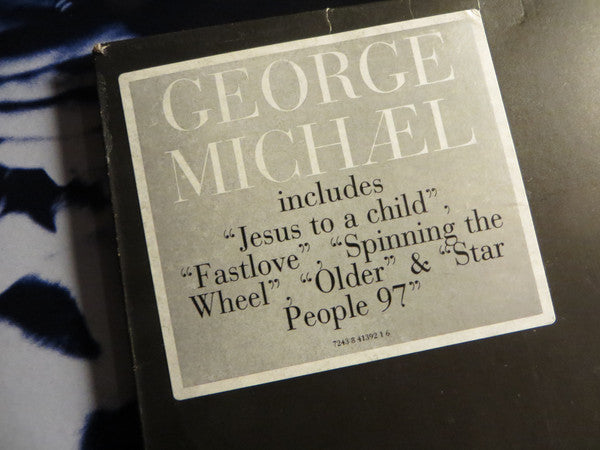 GEORGE
MICHÆL
includes
“Jesus to a child”,
“Fastlove”, “Spinning the
Wheel”, “Older” & “Star
People 97”
7243 8 41392 1 6